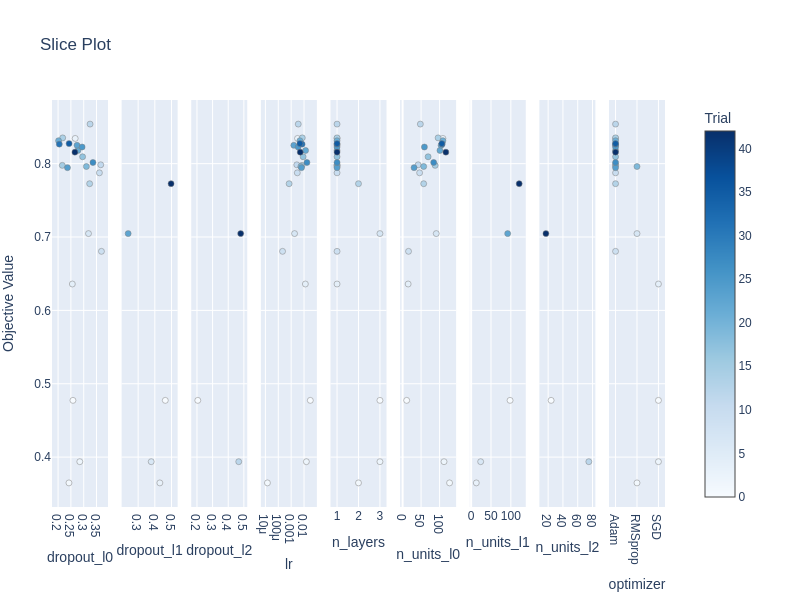 Slice Plot
Trial
Objective Value
0.8
0.7
0.6
0.5
0.4
0.2
0.25
0.3
0.35
dropout_l0
0.3
0.4
0.5
dropout_l1
0.2
0.3
0.4
0.5
dropout_l2
10μ
100μ
0.001
0.01
lr
1
2
3
n_layers
0
50
100
n_units_l0
0
50
100
n_units_l1
20
40
60
80
n_units_l2
Adam
RMSprop
SGD
optimizer
40
35
30
25
20
15
10
5
0